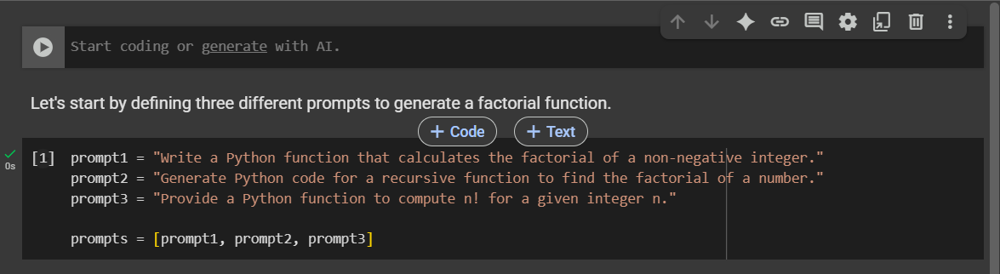 Start coding or generate with AI.
Let's start by defining three different prompts to generate a factorial function.
+ Code + Text
0s
[1] prompt1 = "Write a Python function that calculates the factorial of a non-negative integer."
prompt2 = "Generate Python code for a recursive function to find the factorial of a number."
prompt3 = "Provide a Python function to compute n! for a given integer n."
prompts = [prompt1, prompt2, prompt3]